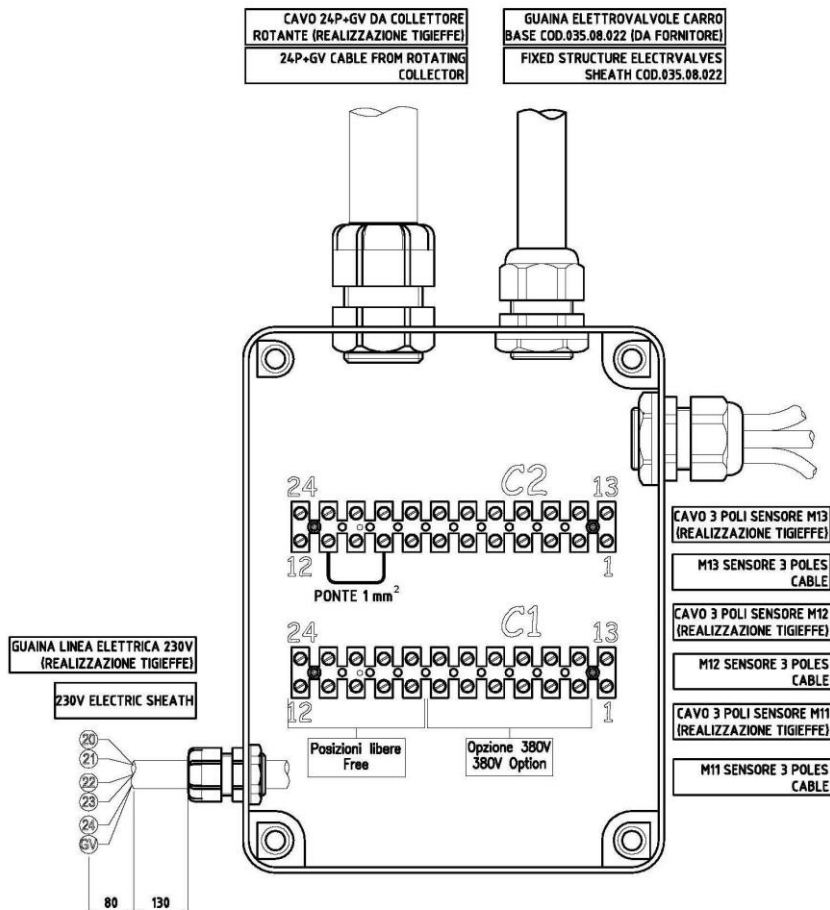 CAVO 24P+GV DA COLLETTORE
ROTANTE (REALIZZAZIONE TIGIEFFE)
24P+GV CABLE FROM ROTATING
COLLECTOR
GUAINA ELETTROVALVOLE CARRO
BASE COD.035.08.022 (DA FORNITORE)
FIXED STRUCTURE ELECTRVALVES
SHEATH COD.035.08.022
24
C2
13
12
1
PONTE 1 mm²
24
C1
13
12
1
Posizioni libere
Free
Opzione 380V
380V Option
CAVO 3 POLI SENSORE M13
(REALIZZAZIONE TIGIEFFE)
M13 SENSORE 3 POLES
CABLE
CAVO 3 POLI SENSORE M12
(REALIZZAZIONE TIGIEFFE)
M12 SENSORE 3 POLES
CABLE
CAVO 3 POLI SENSORE M11
(REALIZZAZIONE TIGIEFFE)
M11 SENSORE 3 POLES
CABLE
GUAINA LINEA ELETTRICA 230V
(REALIZZAZIONE TIGIEFFE)
230V ELECTRIC SHEATH
20
21
22
23
24
GV
80
130